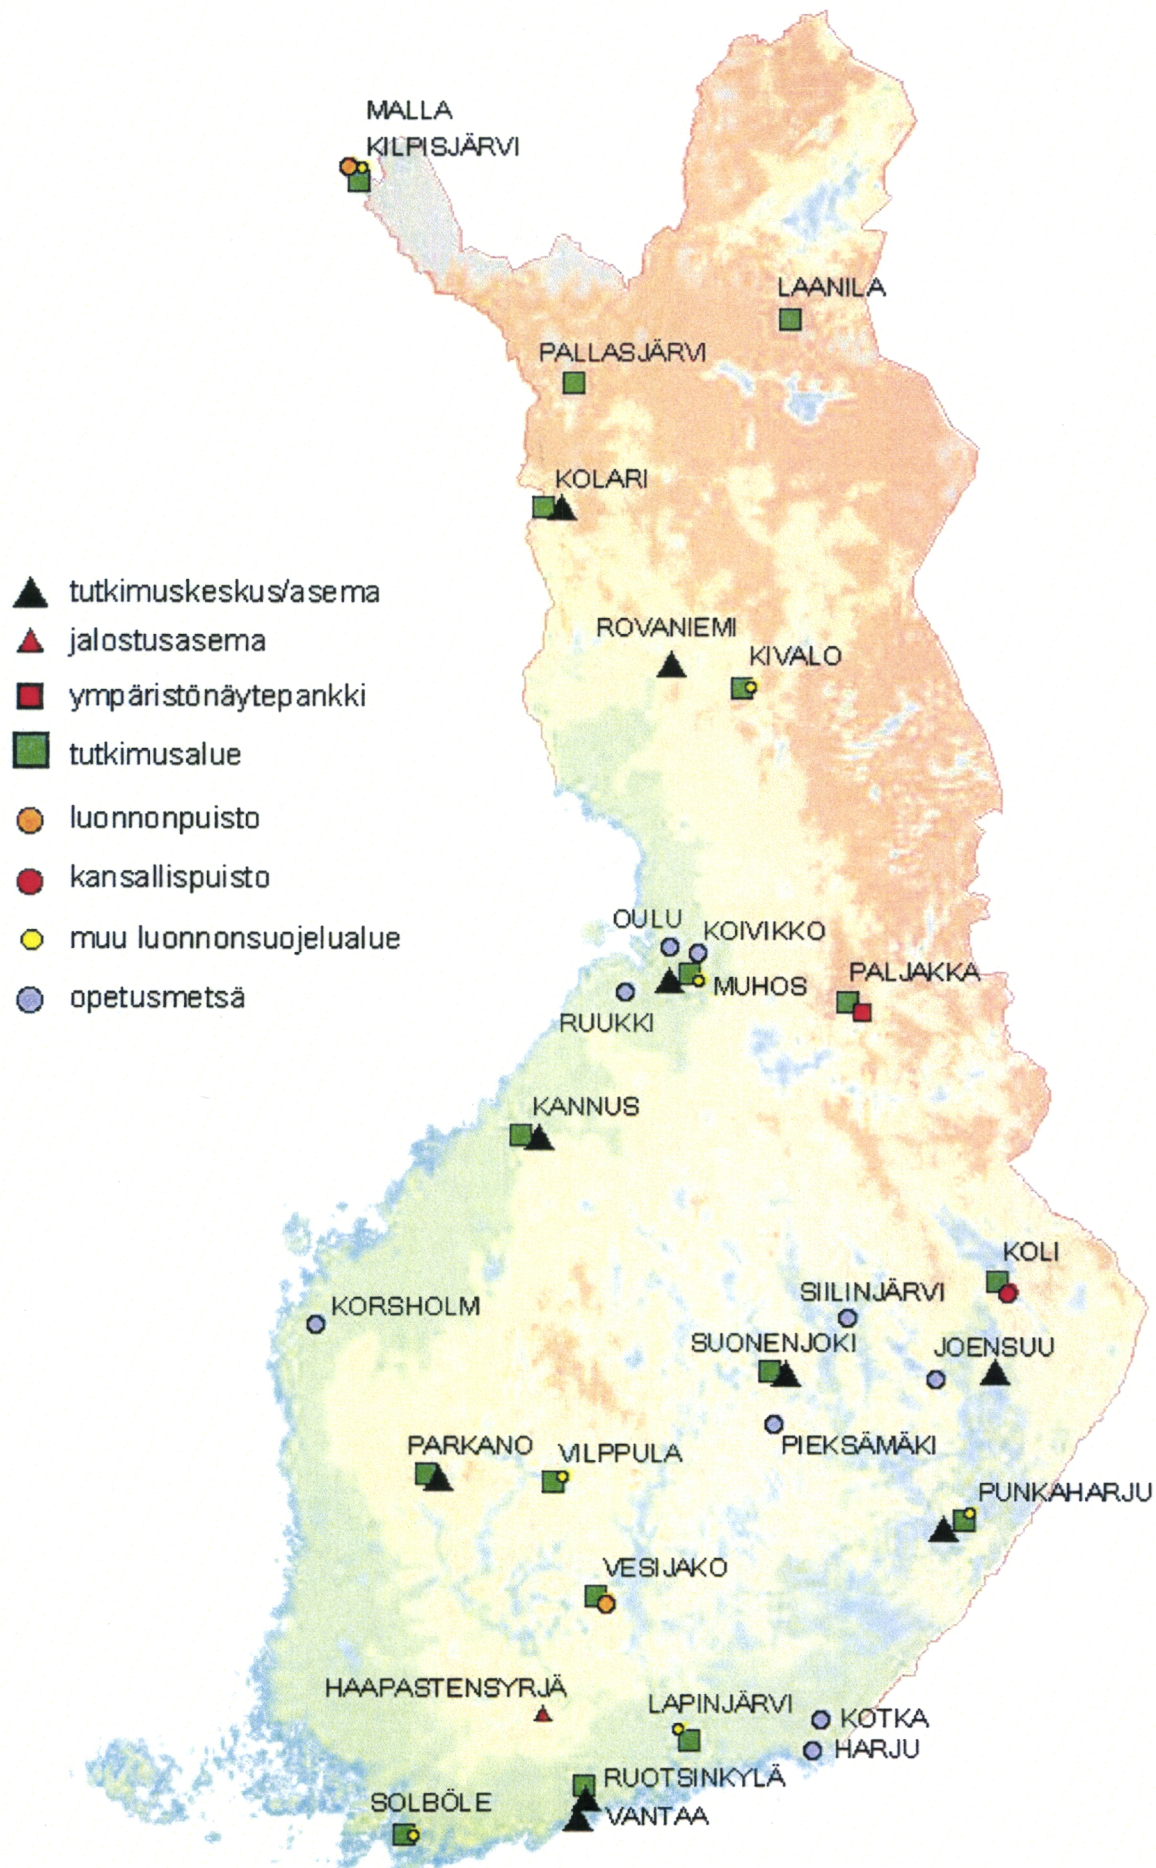 MALLA
KILPISJÄRVI
LAANILA
PALLASJÄRVI
KOLARI
tutkimuskeskus/asema
jalostusasema
ympäristönäytepankki
tutkimusalue
luonnonpuisto
kansallispuisto
muu luonnonsuojelualue
opetusmetsä
ROVANIEMI
KIVALO
OULU
KOIVIKKO
PALJAKKA
MUHOS
RUUKKI
KANNUS
KOLI
SIILINJÄRVI
KORSHOLM
SUONENJOKI
JOENSUU
PARKANO
VILPPULA
PIEKSÄMÄKI
PUNKAHARJU
VESIJAKO
HAAPASTENSYRJÄ
LAPINJÄRVI
KOTKA
HARJU
RUOTSINKYLÄ
SOLBÖLE
VANTAA